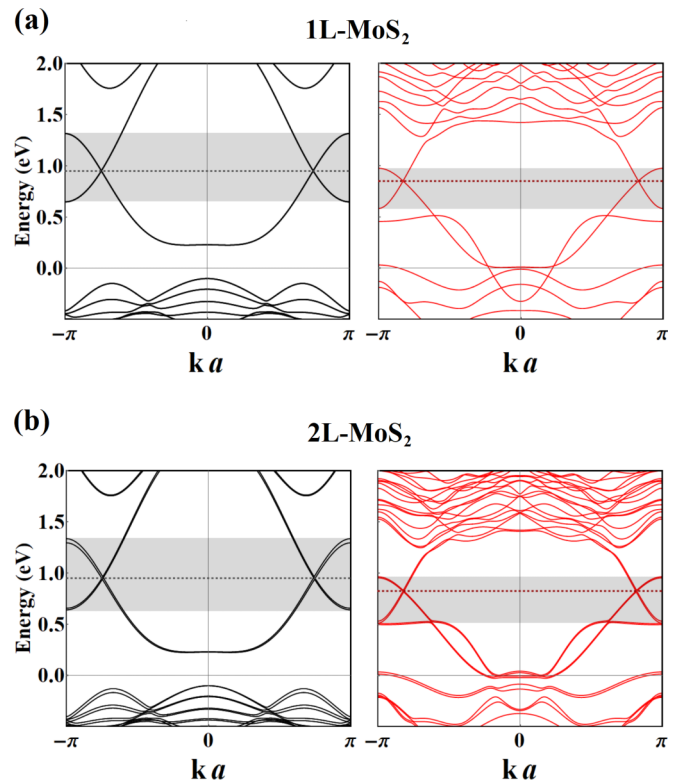 (a)
1L-MoS₂
2.0
1.5
1.0
0.5
0.0
Energy (eV)
−π 0 π
−π 0 π
k a
k a
(b)
2L-MoS₂
2.0
1.5
1.0
0.5
0.0
Energy (eV)
−π 0 π
−π 0 π
k a
k a